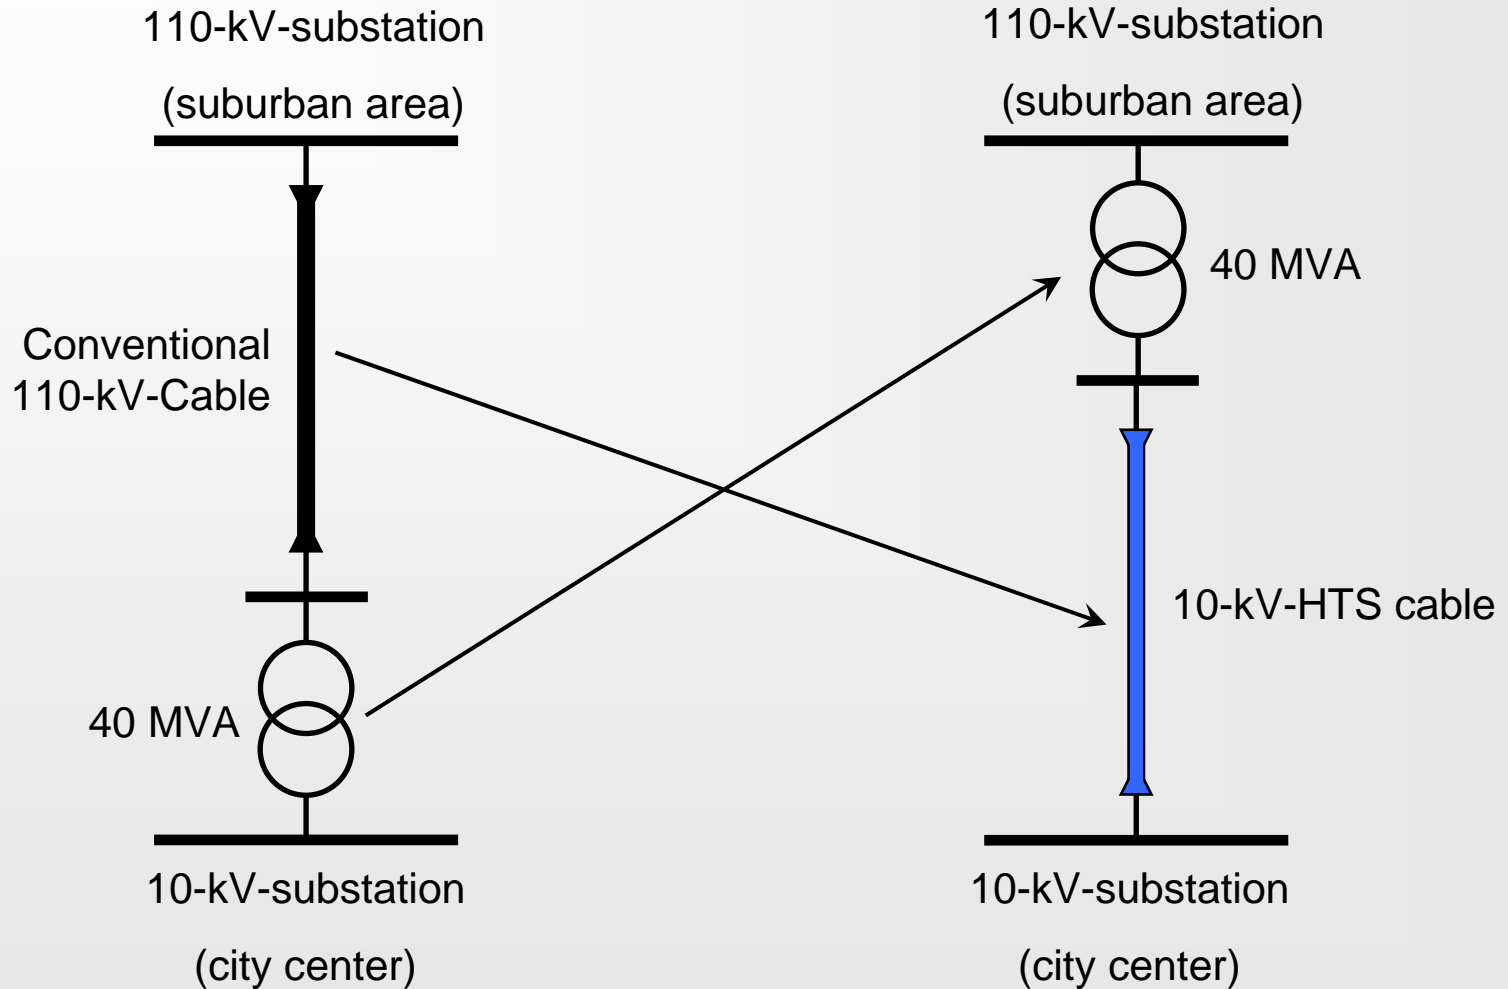 110-kV-substation
(suburban area)
Conventional
110-kV-Cable
40 MVA
10-kV-substation
(city center)
110-kV-substation
(suburban area)
40 MVA
10-kV-HTS cable
10-kV-substation
(city center)